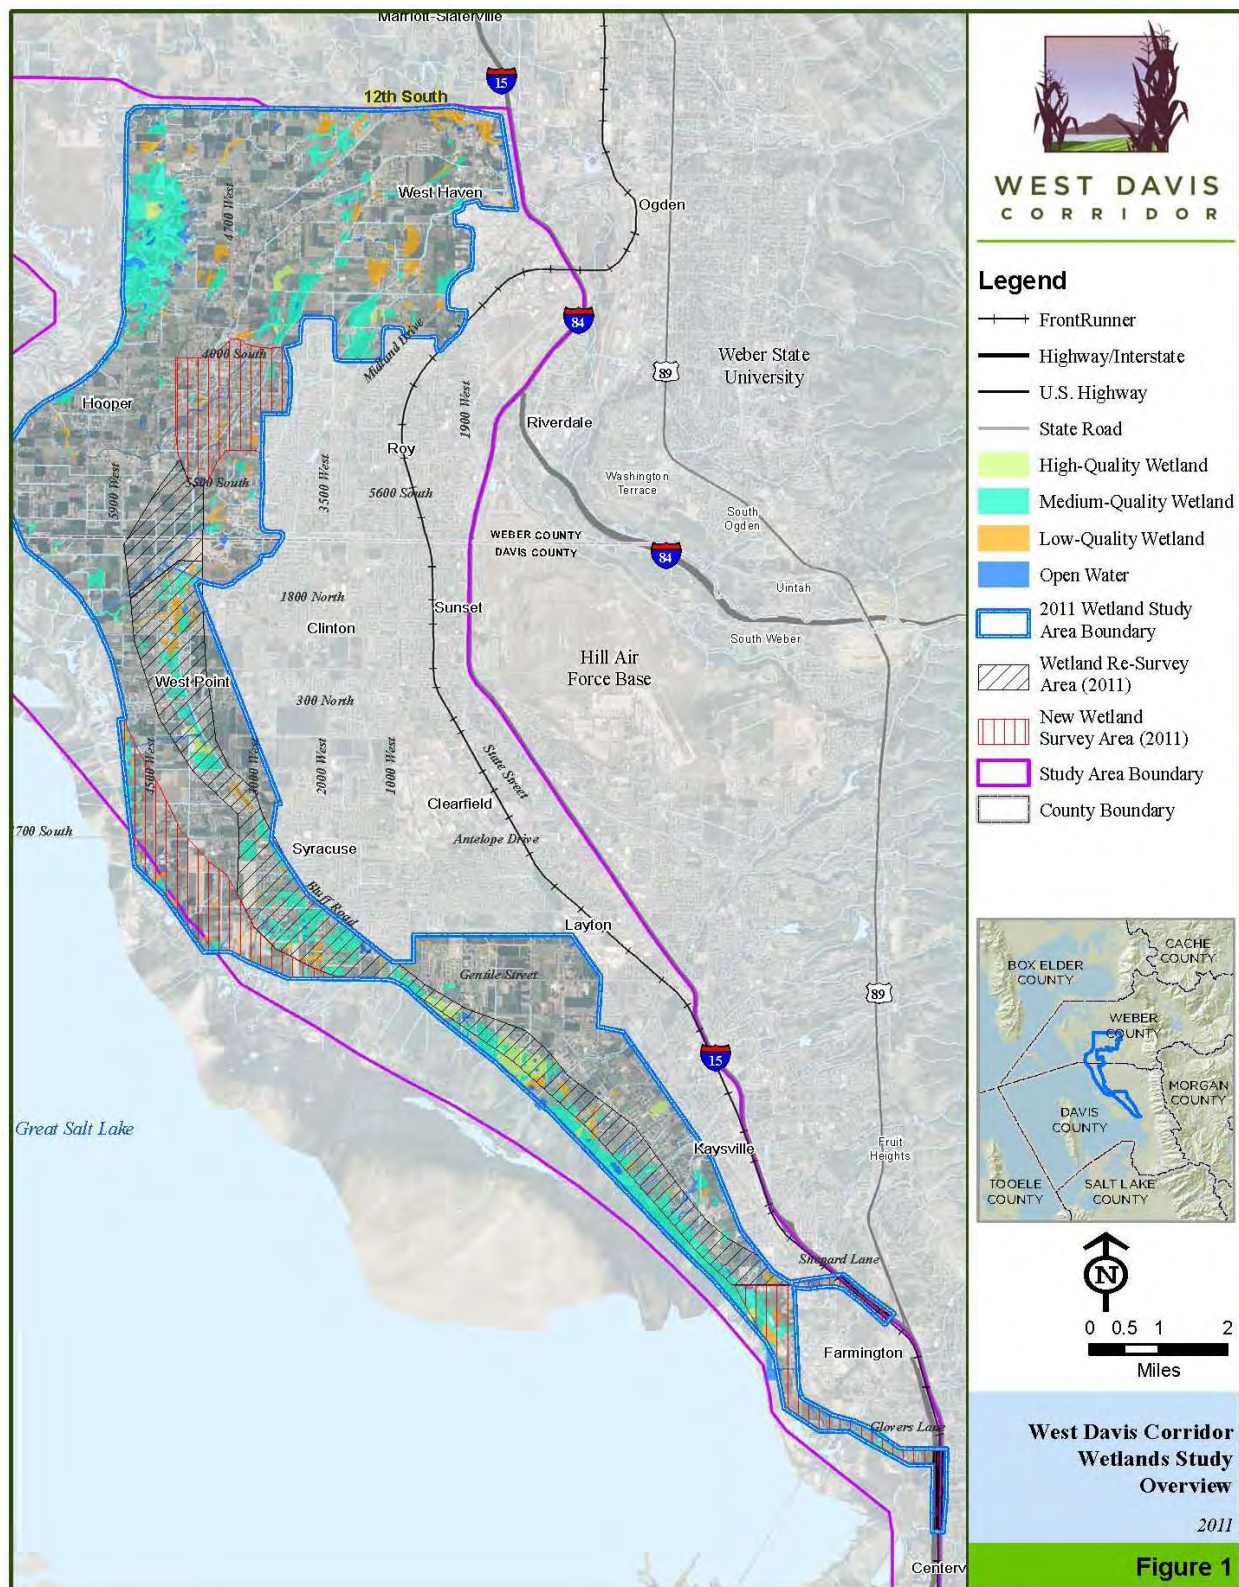 Marriott-Slaterville
15
12th South
West Haven
4700 West
Ogden
84
Midland Drive
4000 South
Weber State
University
89
Hooper
1900 West
Riverdale
Roy
5900 West
5500 South
3500 West
5600 South
Washington
Terrace
South
Ogden
WEBER COUNTY
DAVIS COUNTY
84
Uintah
1800 North
Sunset
Clinton
South Weber
Hill Air
Force Base
West Point
300 North
4500 West
3000 West
2000 West
1000 West
State Street
Clearfield
700 South
Syracuse
Antelope Drive
Bluff Road
Layton
Gentile Street
89
15
Great Salt Lake
Kaysville
Fruit
Heights
Shepard Lane
Farmington
Glovers Lane
Centerv
WEST DAVIS
CORRIDOR
Legend
FrontRunner
Highway/Interstate
U.S. Highway
State Road
High-Quality Wetland
Medium-Quality Wetland
Low-Quality Wetland
Open Water
2011 Wetland Study
Area Boundary
Wetland Re-Survey
Area (2011)
New Wetland
Survey Area (2011)
Study Area Boundary
County Boundary
CACHE
COUNTY
BOX ELDER
COUNTY
WEBER
COUNTY
MORGAN
COUNTY
DAVIS
COUNTY
TOOELE
COUNTY
SALT LAKE
COUNTY
N
0 0.5 1 2
Miles
West Davis Corridor
Wetlands Study
Overview
2011
Figure 1